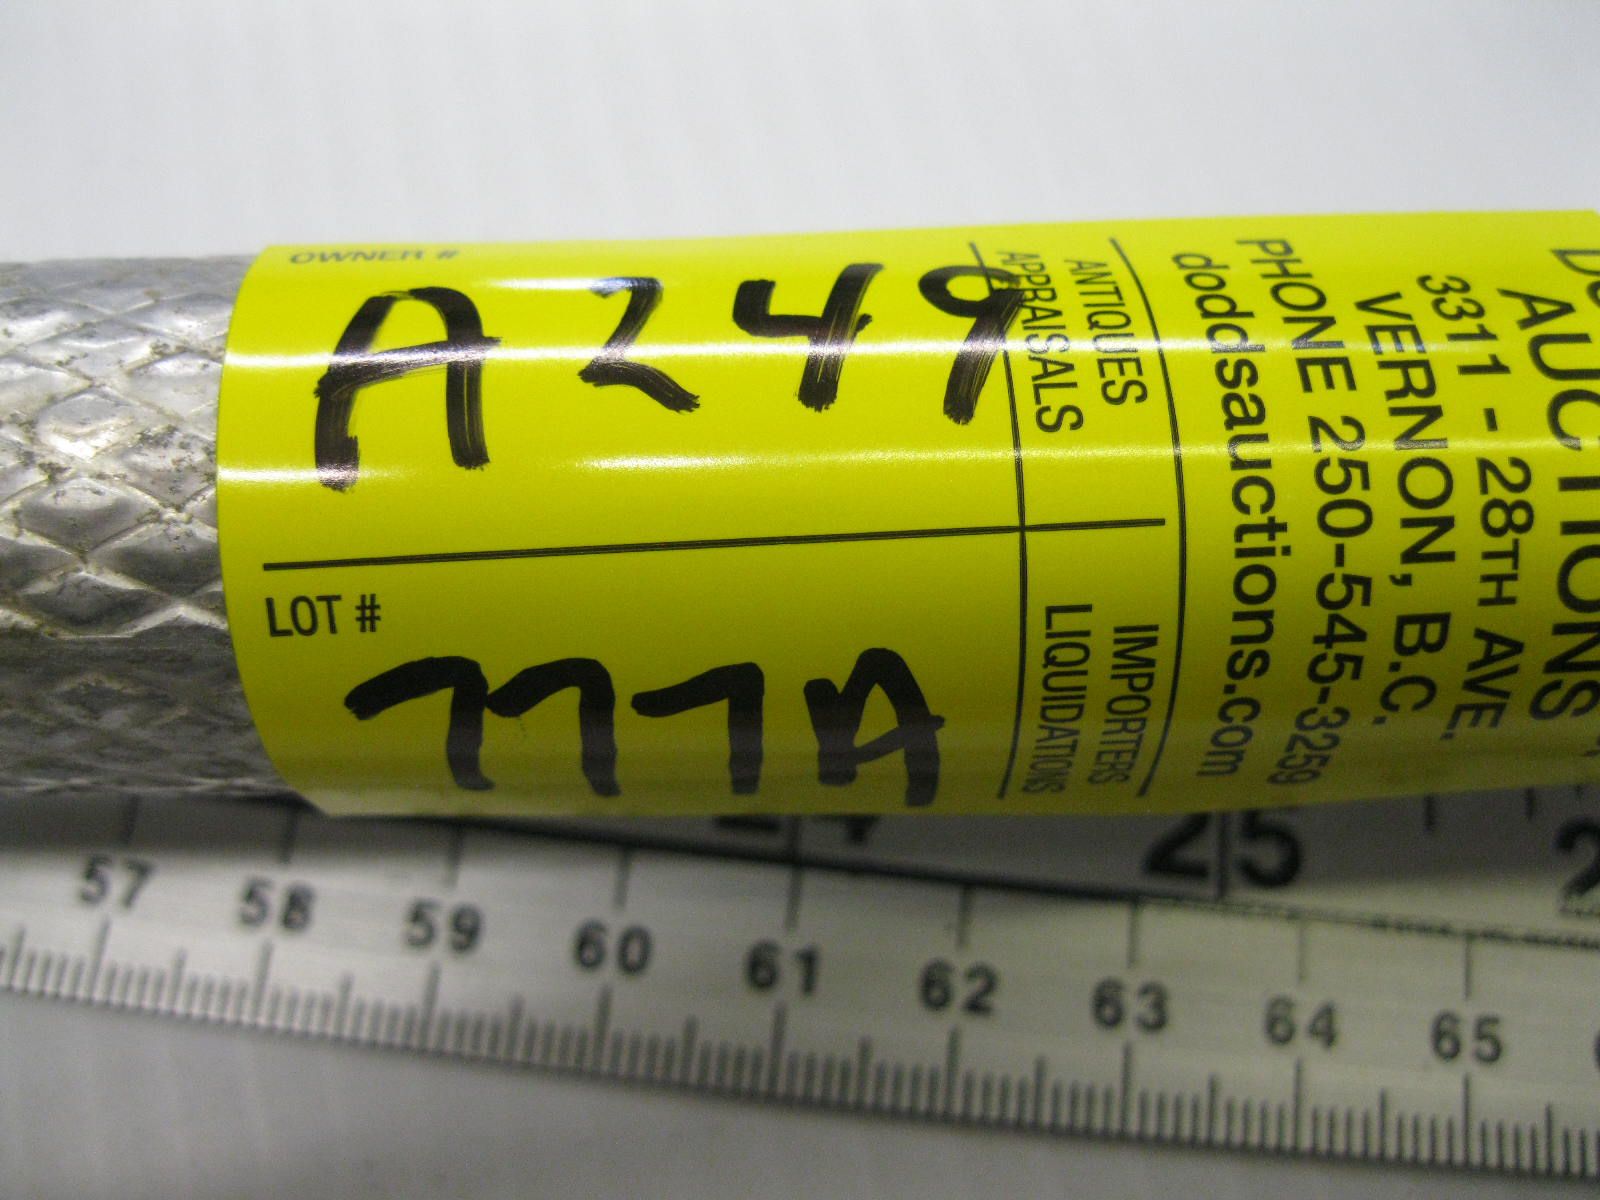 OWNER #
A249
LOT #
777A
ANTIQUES
APPRAISALS
IMPORTERS
LIQUIDATIONS
AUCTIONS
3311 - 28TH AVE.
VERNON, B.C.
PHONE 250-545-3259
doddsauctions.com
25
57 58 59 60 61 62 63 64 65